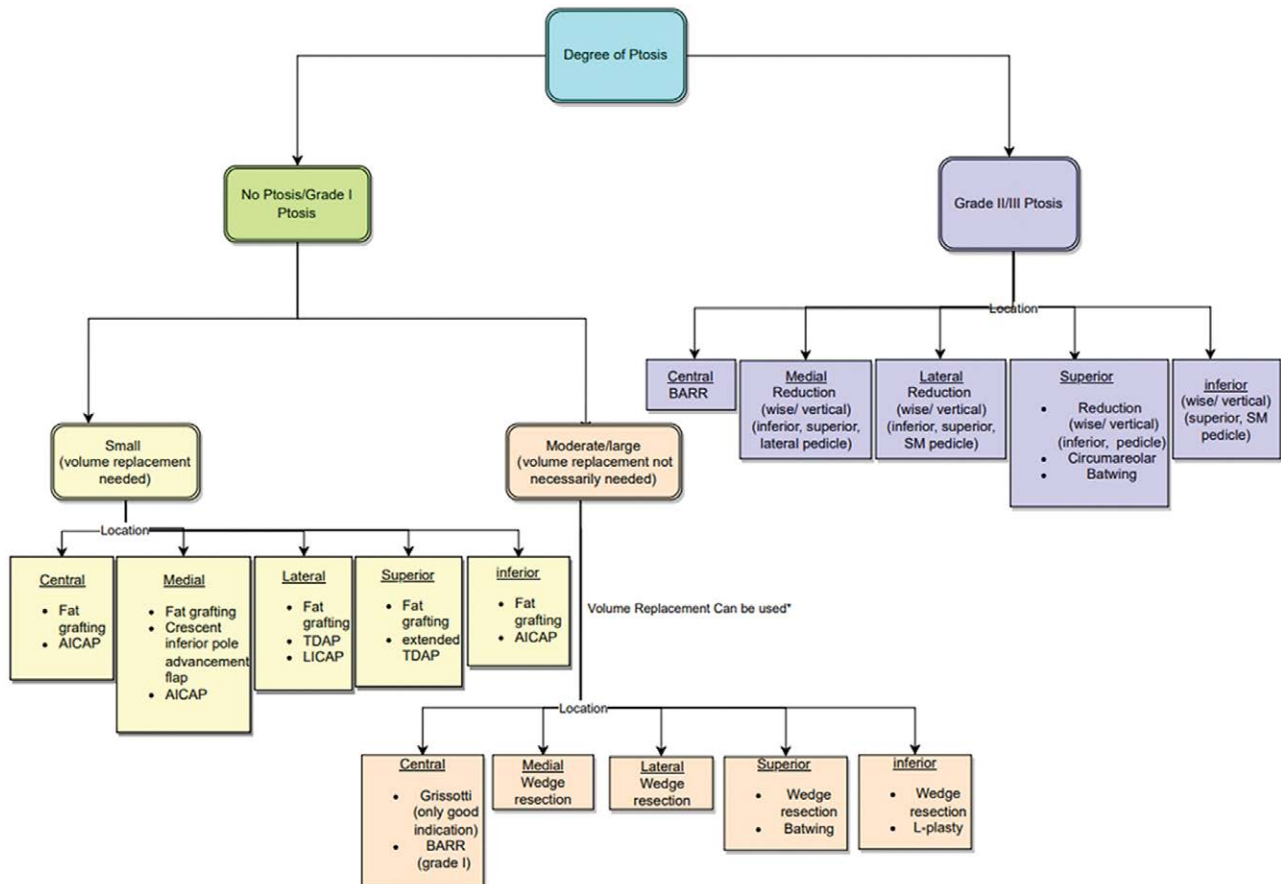 Degree of Ptosis
No Ptosis/Grade I
Ptosis
Grade II/III Ptosis
Location
Central
BARR
Medial
Reduction
(wise/ vertical)
(inferior, superior,
lateral pedicle)
Lateral
Reduction
(wise/ vertical)
(inferior, superior,
SM pedicle)
Superior
• Reduction
(wise/ vertical)
(inferior, pedicle)
• Circumareolar
• Batwing
inferior
(wise/ vertical)
(superior, SM
pedicle)
Small
(volume replacement
needed)
Moderate/large
(volume replacement not
necessarily needed)
Location
Central
• Fat
grafting
• AICAP
Medial
• Fat grafting
• Crescent
inferior pole
advancement
flap
• AICAP
Lateral
• Fat
grafting
• TDAP
• LICAP
Superior
• Fat
grafting
• extended
TDAP
inferior
• Fat
grafting
• AICAP
Volume Replacement Can be used*
Location
Central
• Grissotti
(only good
indication)
• BARR
(grade I)
Medial
Wedge
resection
Lateral
Wedge
resection
Superior
• Wedge
resection
• Batwing
inferior
• Wedge
resection
• L-plasty